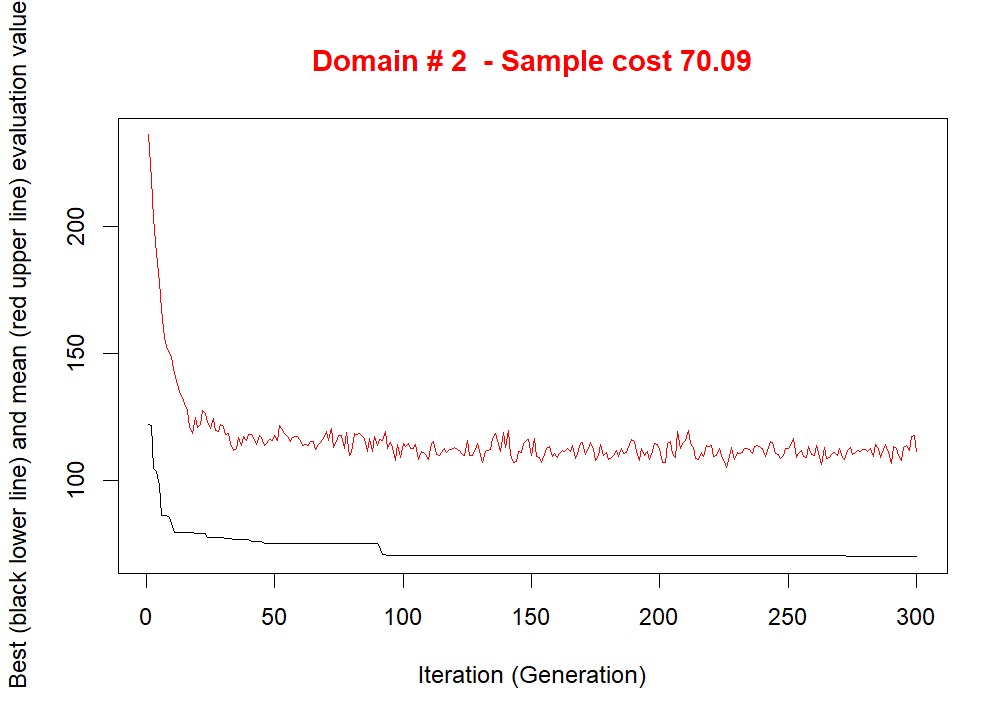 Domain # 2  - Sample cost 70.09
Best (black lower line) and mean (red upper line) evaluation value
200
150
100
0 50 100 150 200 250 300
Iteration (Generation)